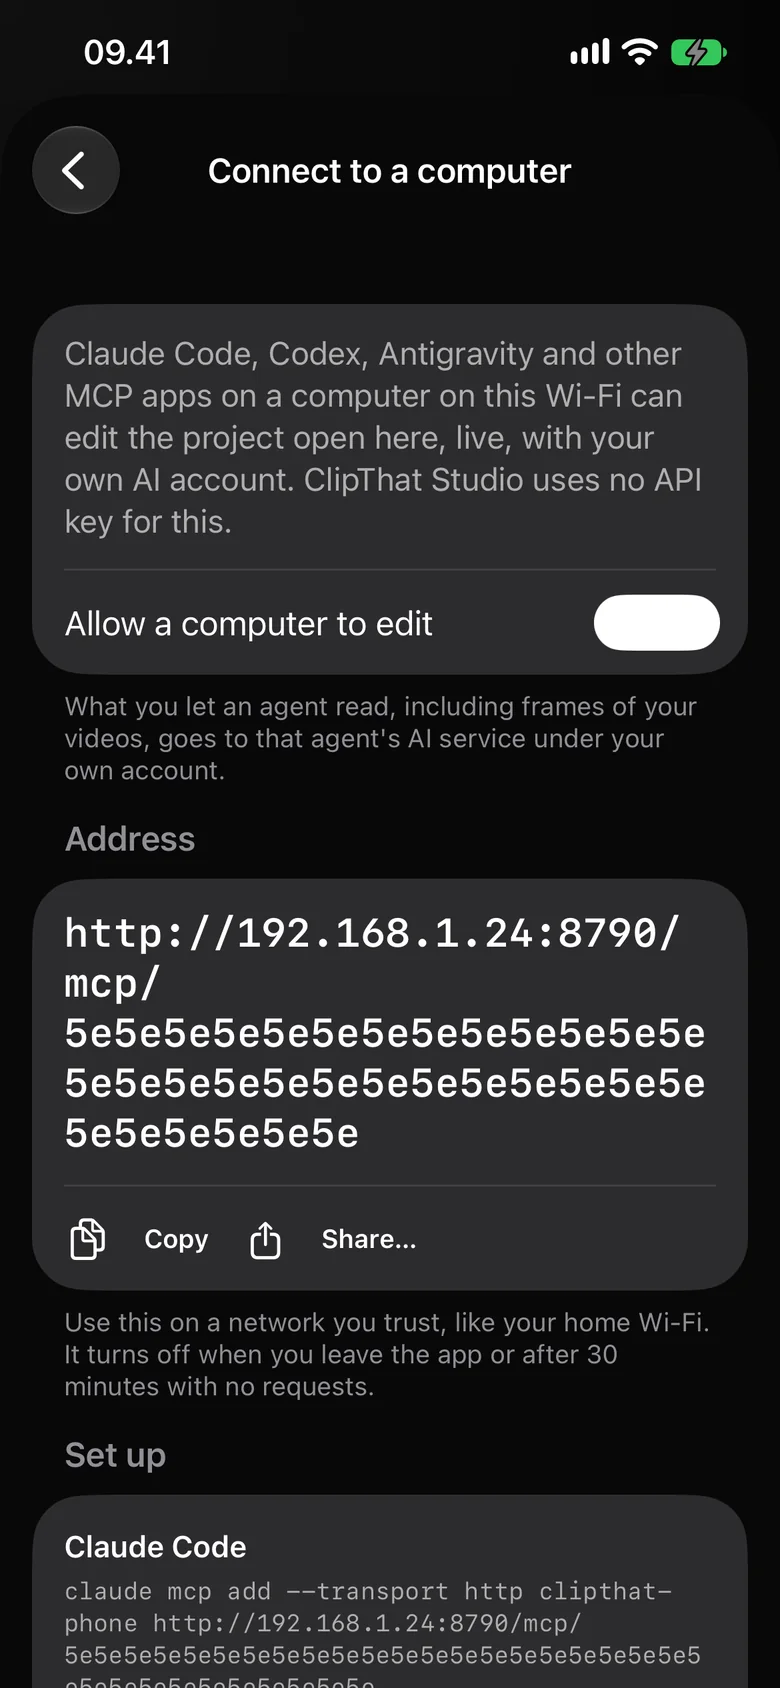 09.41
Connect to a computer
Claude Code, Codex, Antigravity and other
MCP apps on a computer on this Wi-Fi can
edit the project open here, live, with your
own AI account. ClipThat Studio uses no API
key for this.
Allow a computer to edit
What you let an agent read, including frames of your
videos, goes to that agent's AI service under your
own account.
Address
http://192.168.1.24:8790/
mcp/
5e5e5e5e5e5e5e5e5e5e5e5e5e
5e5e5e5e5e5e5e5e5e5e5e5e5e
5e5e5e5e5e5e
Copy
Share...
Use this on a network you trust, like your home Wi-Fi.
It turns off when you leave the app or after 30
minutes with no requests.
Set up
Claude Code
claude mcp add --transport http clipthat-
phone http://192.168.1.24:8790/mcp/
5e5e5e5e5e5e5e5e5e5e5e5e5e5e5e5e5e5e5e5e5e5